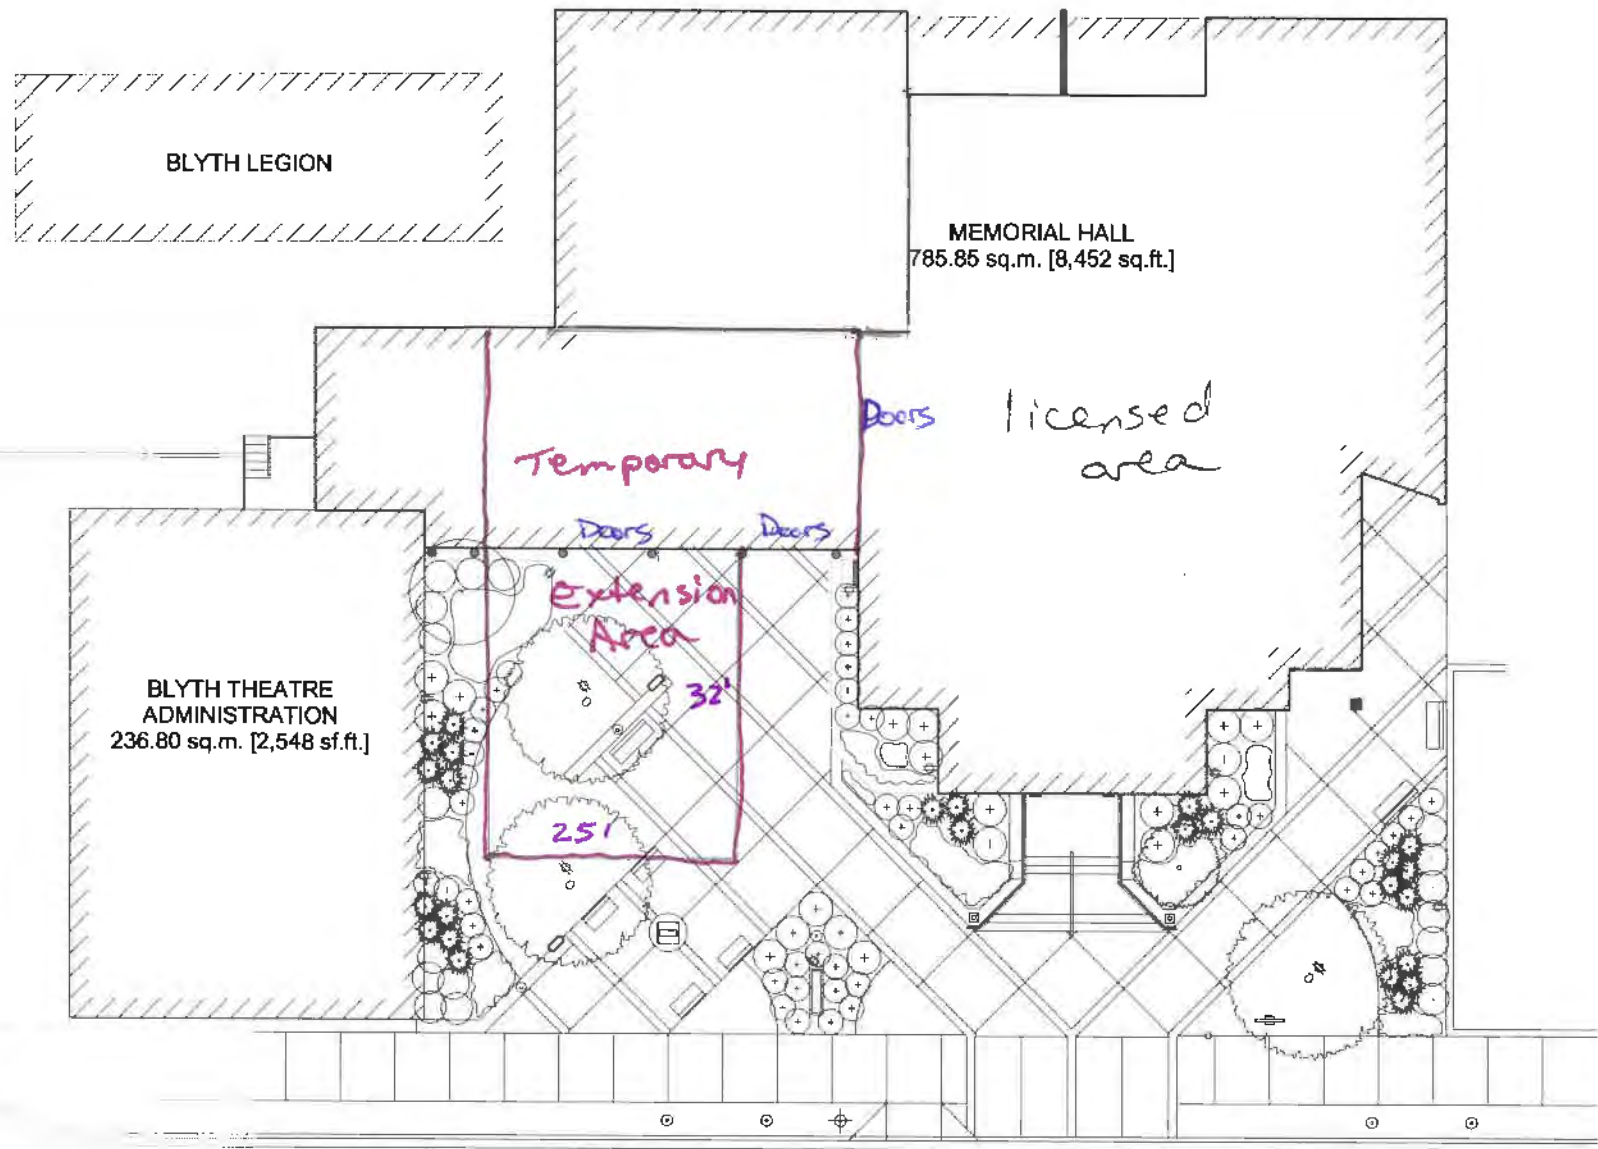 BLYTH LEGION
MEMORIAL HALL
785.85 sq.m. [8,452 sq.ft.]
Doors
licensed
area
Temporary
Doors
Doors
Extension
Area
32'
25'
BLYTH THEATRE
ADMINISTRATION
236.80 sq.m. [2,548 sf.ft.]